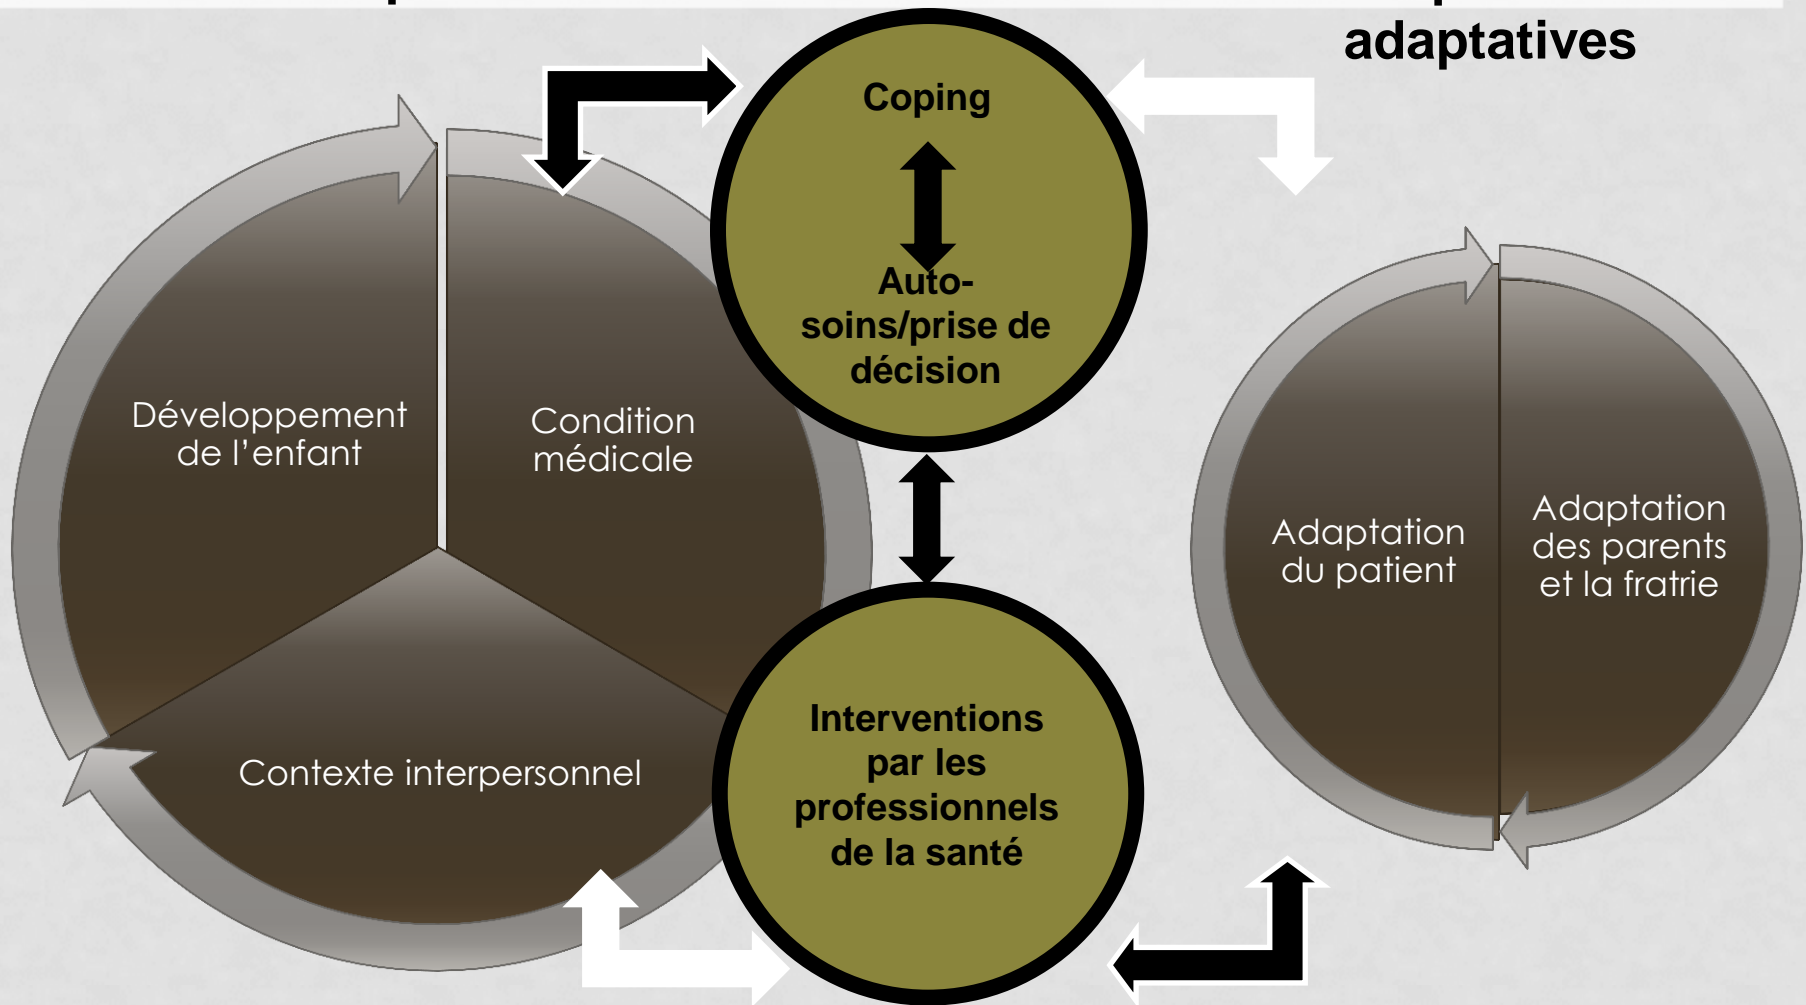 adaptatives
Coping
Auto-
soins/prise de
décision
Développement
de l’enfant
Condition
médicale
Contexte interpersonnel
Interventions
par les
professionnels
de la santé
Adaptation
du patient
Adaptation
des parents
et la fratrie